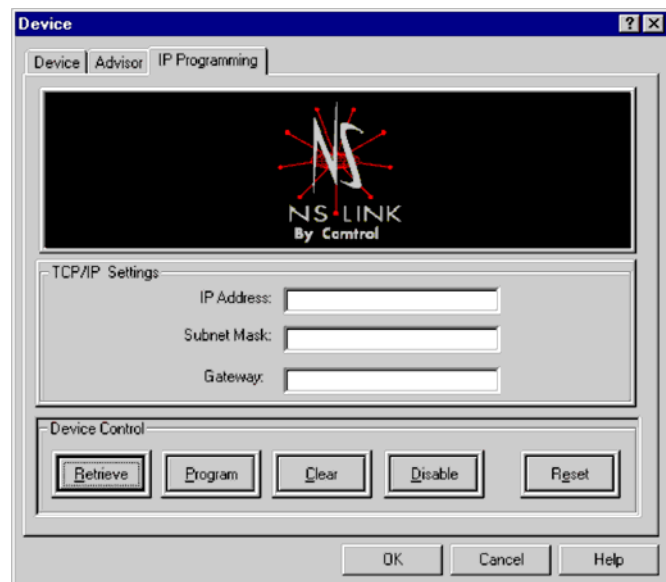 Device
Device Advisor IP Programming
NS
NS LINK
By Comtrol
TCP/IP Settings
IP Address:
Subnet Mask:
Gateway:
Device Control
Retrieve Program Clear Disable Reset
OK Cancel Help